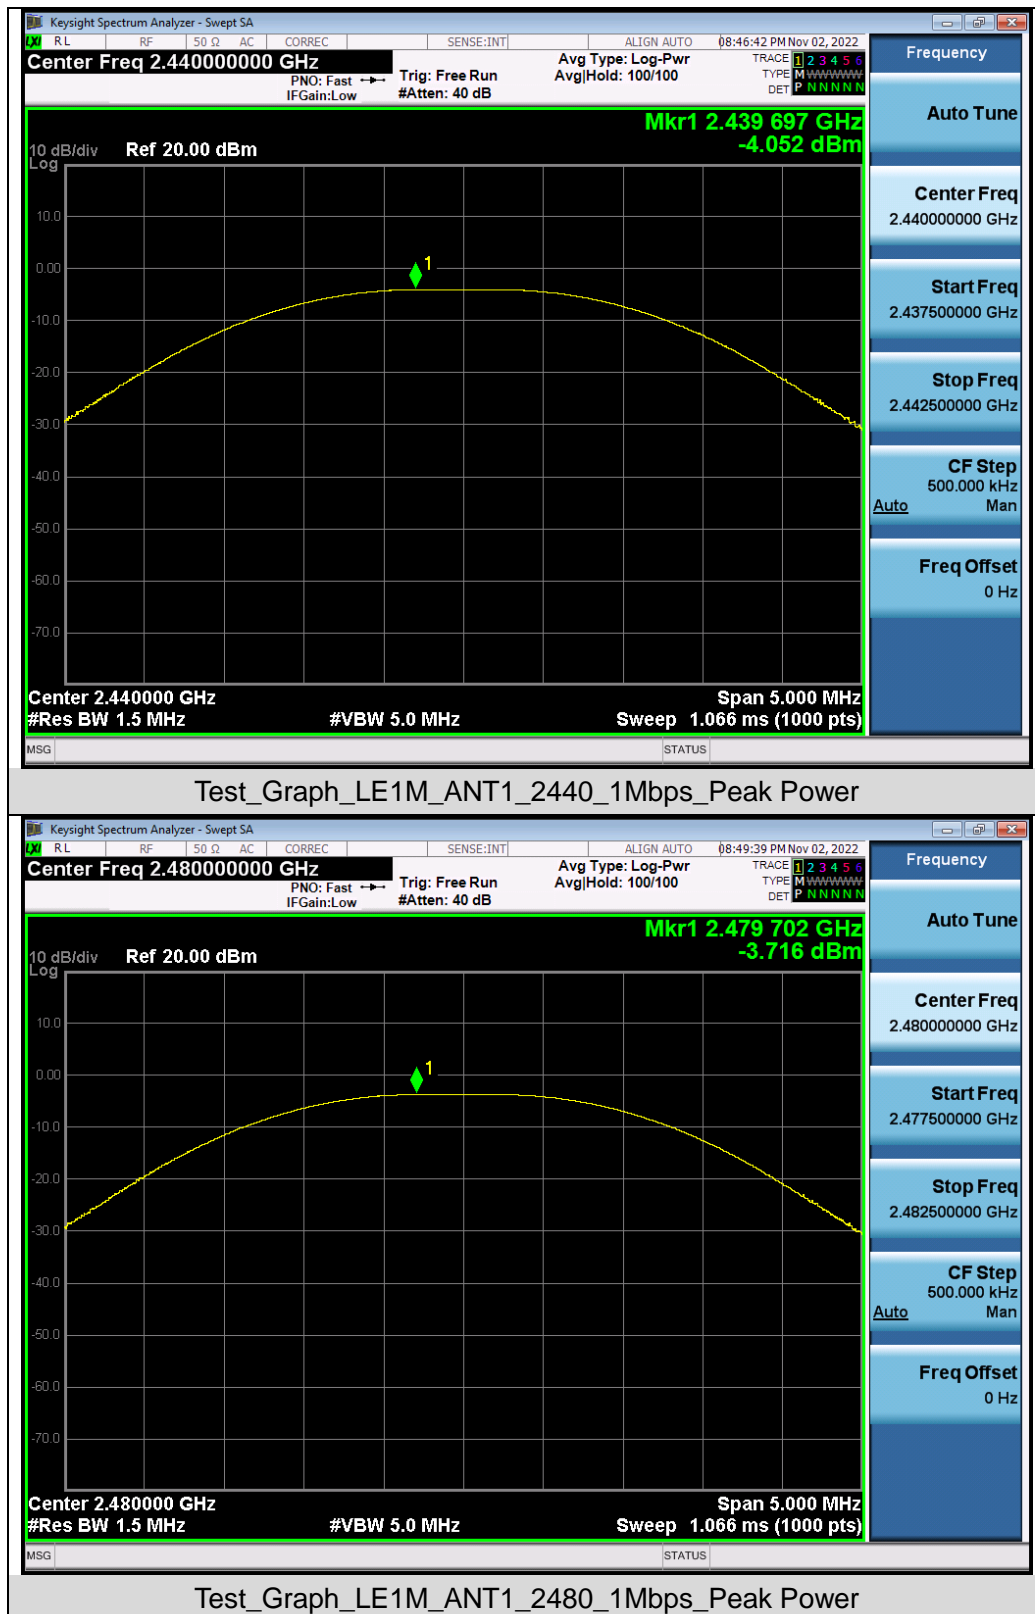 Keysight Spectrum Analyzer - Swept SA
LXI RL RF 50 Ω AC CORREC SENSE:INT ALIGN AUTO 08:46:42 PM Nov 02, 2022
Center Freq 2.440000000 GHz
PNO: Fast
IFGain:Low
Trig: Free Run
#Atten: 40 dB
Avg Type: Log-Pwr
Avg|Hold: 100/100
TRACE 1 2 3 4 5 6
TYPE M W W W W W
DET P N N N N N
Mkr1 2.439 697 GHz
-4.052 dBm
10 dB/div Ref 20.00 dBm
Log
10.0
0.00
-10.0
-20.0
-30.0
-40.0
-50.0
-60.0
-70.0
1
Center 2.440000 GHz Span 5.000 MHz
#Res BW 1.5 MHz #VBW 5.0 MHz Sweep 1.066 ms (1000 pts)
MSG STATUS
Frequency
Auto Tune
Center Freq
2.440000000 GHz
Start Freq
2.437500000 GHz
Stop Freq
2.442500000 GHz
CF Step
500.000 kHz
Auto Man
Freq Offset
0 Hz
Test_Graph_LE1M_ANT1_2440_1Mbps_Peak Power
Keysight Spectrum Analyzer - Swept SA
LXI RL RF 50 Ω AC CORREC SENSE:INT ALIGN AUTO 08:49:39 PM Nov 02, 2022
Center Freq 2.480000000 GHz
PNO: Fast
IFGain:Low
Trig: Free Run
#Atten: 40 dB
Avg Type: Log-Pwr
Avg|Hold: 100/100
TRACE 1 2 3 4 5 6
TYPE M W W W W W
DET P N N N N N
Mkr1 2.479 702 GHz
-3.716 dBm
10 dB/div Ref 20.00 dBm
Log
10.0
0.00
-10.0
-20.0
-30.0
-40.0
-50.0
-60.0
-70.0
1
Center 2.480000 GHz Span 5.000 MHz
#Res BW 1.5 MHz #VBW 5.0 MHz Sweep 1.066 ms (1000 pts)
MSG STATUS
Frequency
Auto Tune
Center Freq
2.480000000 GHz
Start Freq
2.477500000 GHz
Stop Freq
2.482500000 GHz
CF Step
500.000 kHz
Auto Man
Freq Offset
0 Hz
Test_Graph_LE1M_ANT1_2480_1Mbps_Peak Power